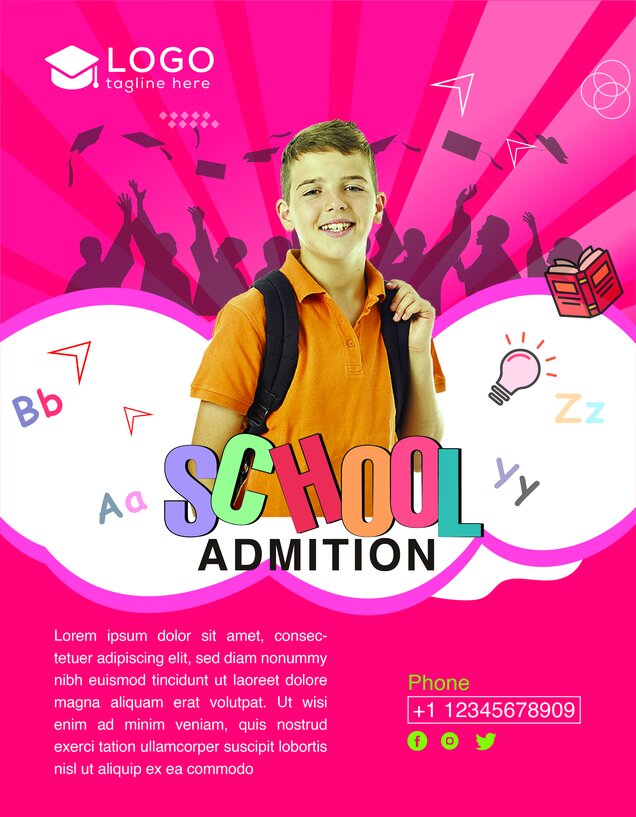 LOGO
tagline here
Bb
Zz
Aa
Yy
SCHOOL
ADMITION
Lorem ipsum dolor sit amet, consec-
tetuer adipiscing elit, sed diam nonummy
nibh euismod tincidunt ut laoreet dolore
magna aliquam erat volutpat. Ut wisi
enim ad minim veniam, quis nostrud
exerci tation ullamcorper suscipit lobortis
nisl ut aliquip ex ea commodo
Phone
+1 12345678909